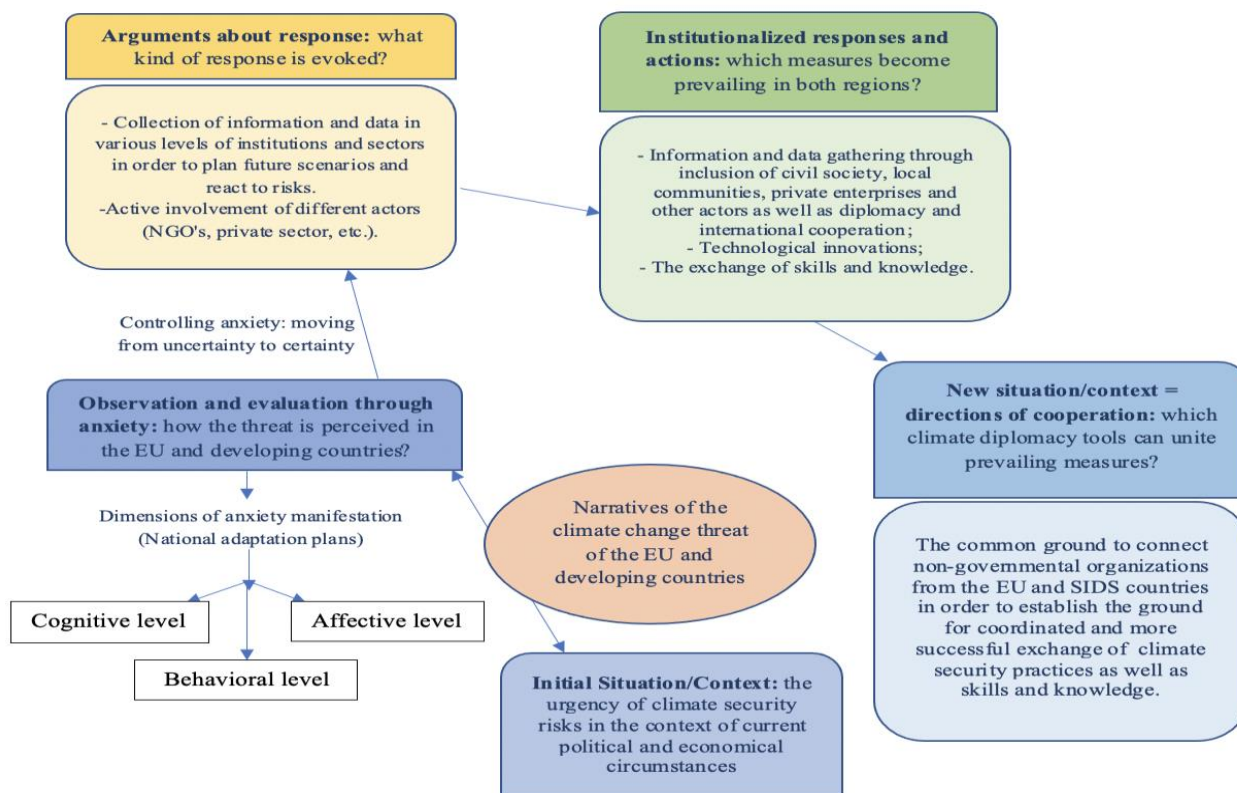 Arguments about response: what
kind of response is evoked?
- Collection of information and data in
various levels of institutions and sectors
in order to plan future scenarios and
react to risks.
-Active involvement of different actors
(NGO's, private sector, etc.).
Institutionalized responses and
actions: which measures become
prevailing in both regions?
- Information and data gathering through
inclusion of civil society, local
communities, private enterprises and
other actors as well as diplomacy and
international cooperation;
- Technological innovations;
- The exchange of skills and knowledge.
Controlling anxiety: moving
from uncertainty to certainty
Observation and evaluation through
anxiety: how the threat is perceived in
the EU and developing countries?
Dimensions of anxiety manifestation
(National adaptation plans)
Cognitive level
Affective level
Behavioral level
Narratives of the
climate change threat
of the EU and
developing countries
Initial Situation/Context: the
urgency of climate security
risks in the context of current
political and economical
circumstances
New situation/context =
directions of cooperation: which
climate diplomacy tools can unite
prevailing measures?
The common ground to connect
non-governmental organizations
from the EU and SIDS countries
in order to establish the ground
for coordinated and more
successful exchange of climate
security practices as well as
skills and knowledge.